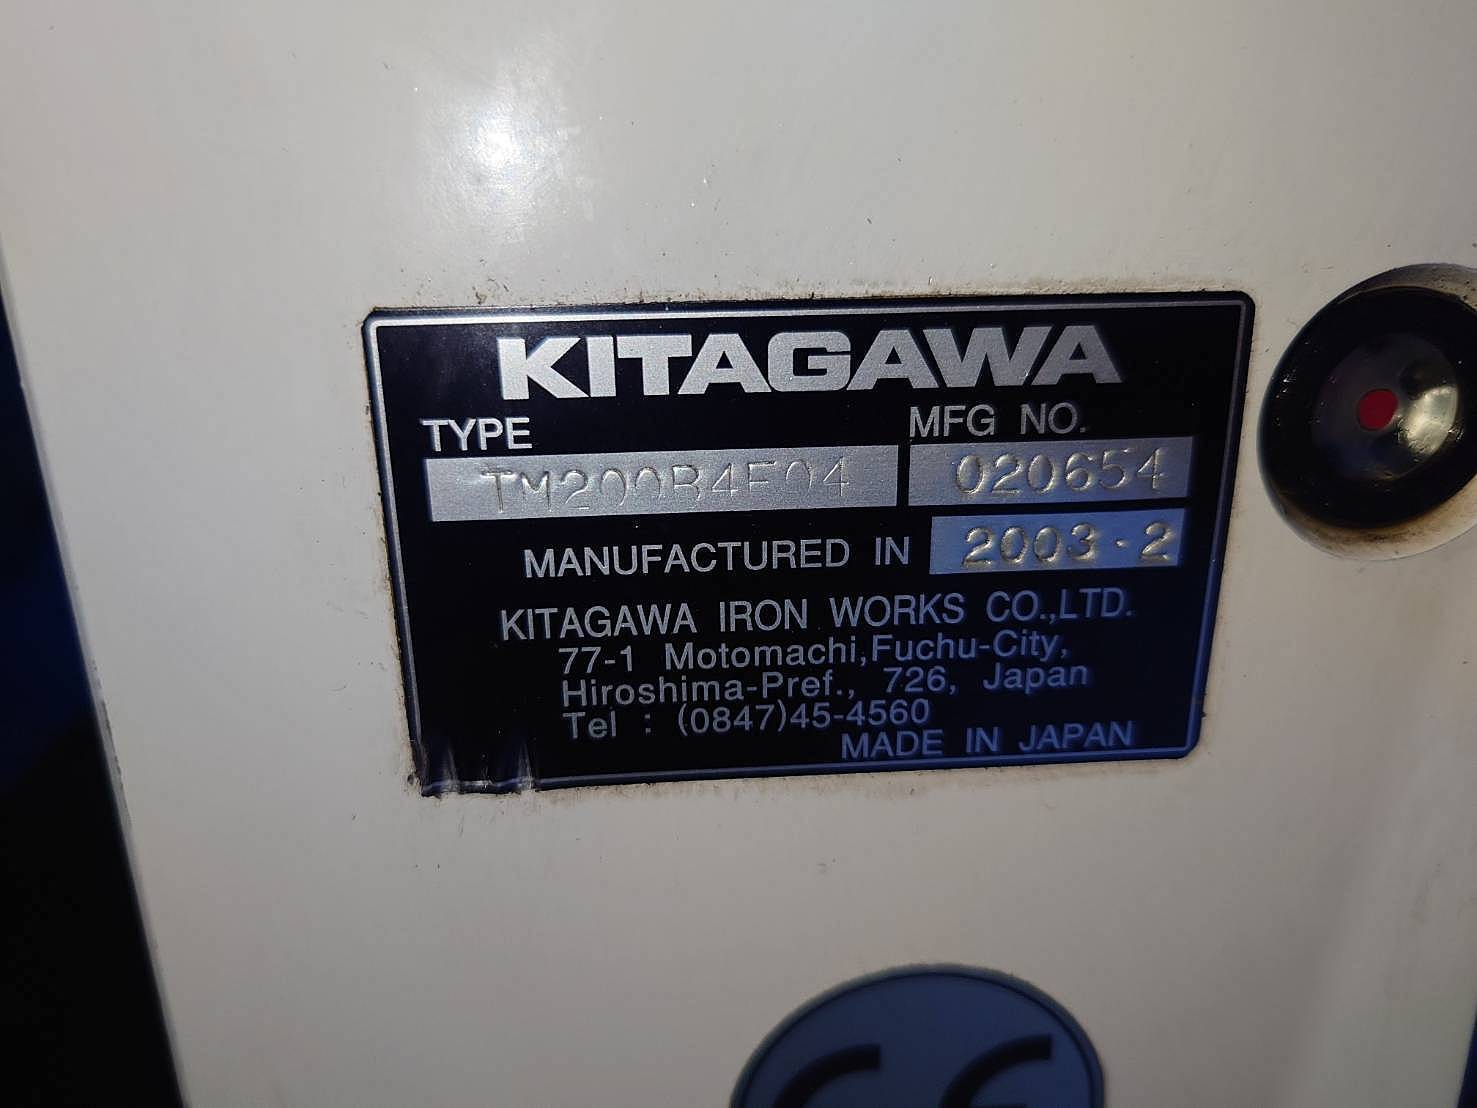 KITAGAWA
TYPE MFG NO.
020654
MANUFACTURED IN 2003・2
KITAGAWA IRON WORKS CO.,LTD.
77-1 Motomachi,Fuchu-City,
Hiroshima-Pref., 726, Japan
Tel : (0847)45-4560
MADE IN JAPAN
CE